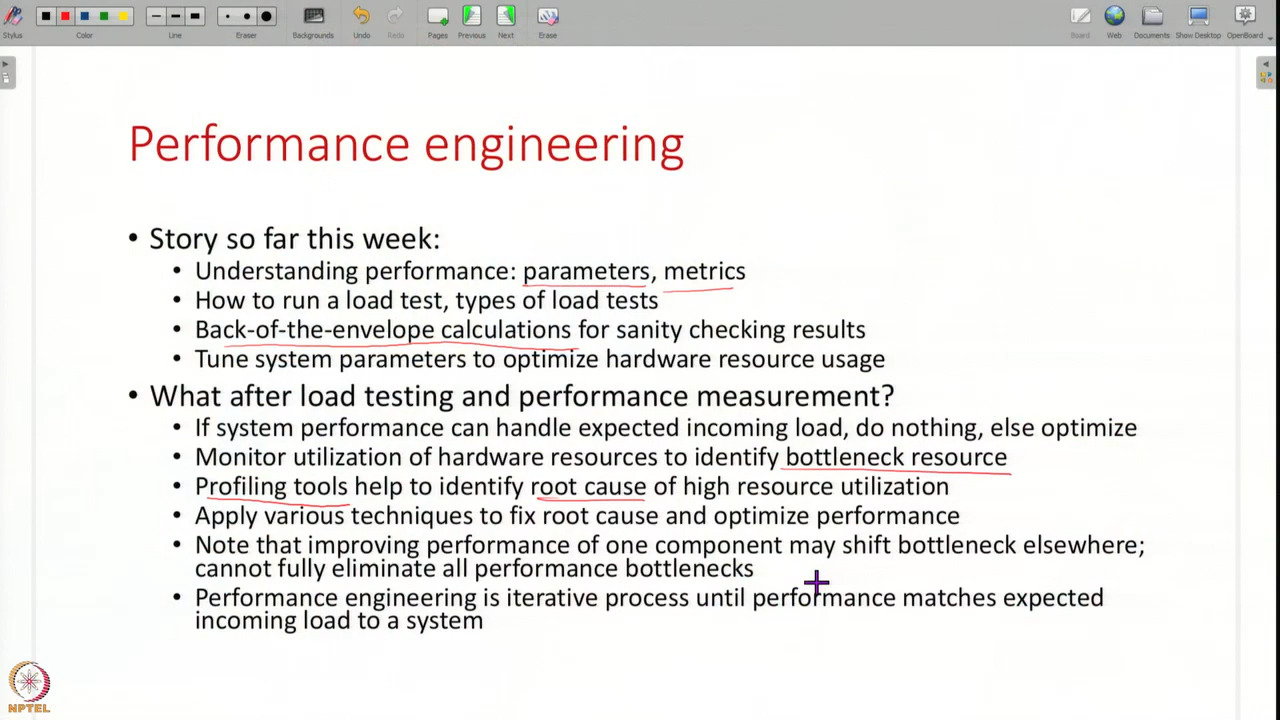 Stylus
Color
Line
Eraser
Backgrounds
Undo
Redo
Pages
Previous
Next
Erase
Board
Web
Documents
Show Desktop
OpenBoard
Performance engineering
• Story so far this week:
• Understanding performance: parameters, metrics
• How to run a load test, types of load tests
• Back-of-the-envelope calculations for sanity checking results
• Tune system parameters to optimize hardware resource usage
• What after load testing and performance measurement?
• If system performance can handle expected incoming load, do nothing, else optimize
• Monitor utilization of hardware resources to identify bottleneck resource
• Profiling tools help to identify root cause of high resource utilization
• Apply various techniques to fix root cause and optimize performance
• Note that improving performance of one component may shift bottleneck elsewhere;
cannot fully eliminate all performance bottlenecks
• Performance engineering is iterative process until performance matches expected
incoming load to a system
NPTEL